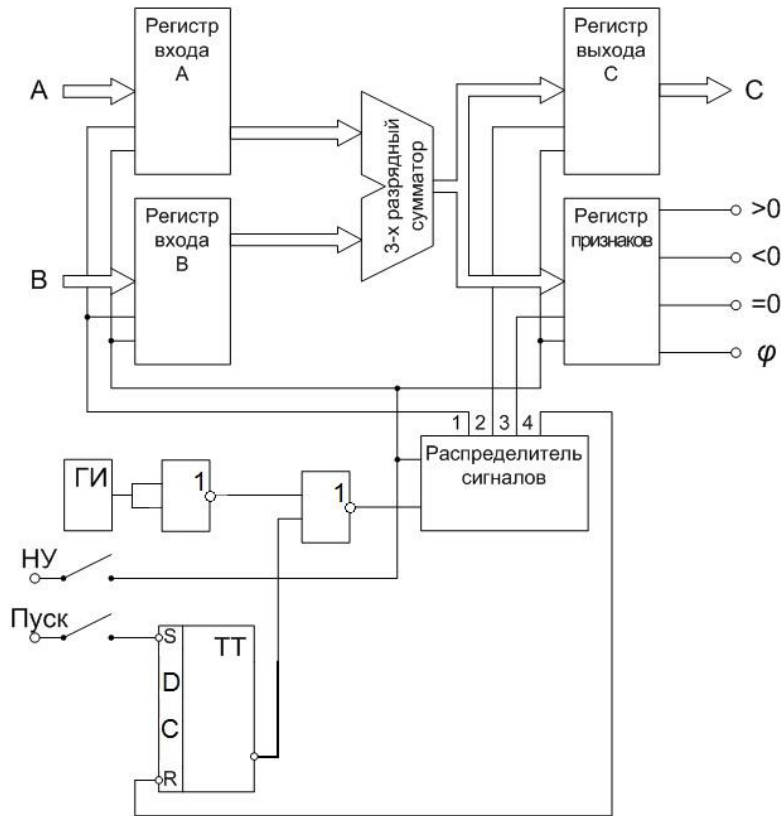 Регистр
входа
А
Регистр
выхода
С
А
С
3-х разрядный
сумматор
Регистр
входа
В
Регистр
признаков
>0
<0
=0
φ
В
1 2 3 4
Распределитель
сигналов
ГИ
1
1
НУ
Пуск
S
TT
D
C
R